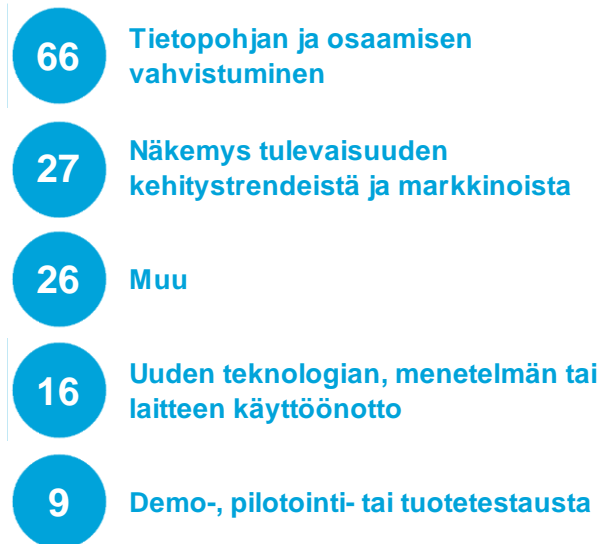 66
Tietopohjan ja osaamisen
vahvistuminen
27
Näkemys tulevaisuuden
kehitystrendeistä ja markkinoista
26
Muu
16
Uuden teknologian, menetelmän tai
laitteen käyttöönotto
9
Demo-, pilotointi- tai tuotetestausta